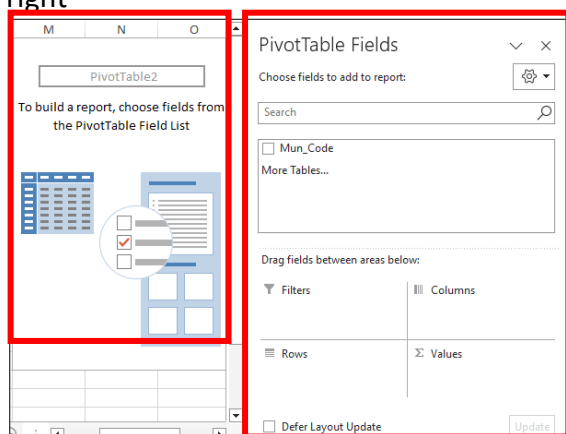 right
M N O
PivotTable2
To build a report, choose fields from
the PivotTable Field List
PivotTable Fields
Choose fields to add to report:
Search
Mun_Code
More Tables...
Drag fields between areas below:
Filters
Columns
Rows
Σ Values
Defer Layout Update
Update